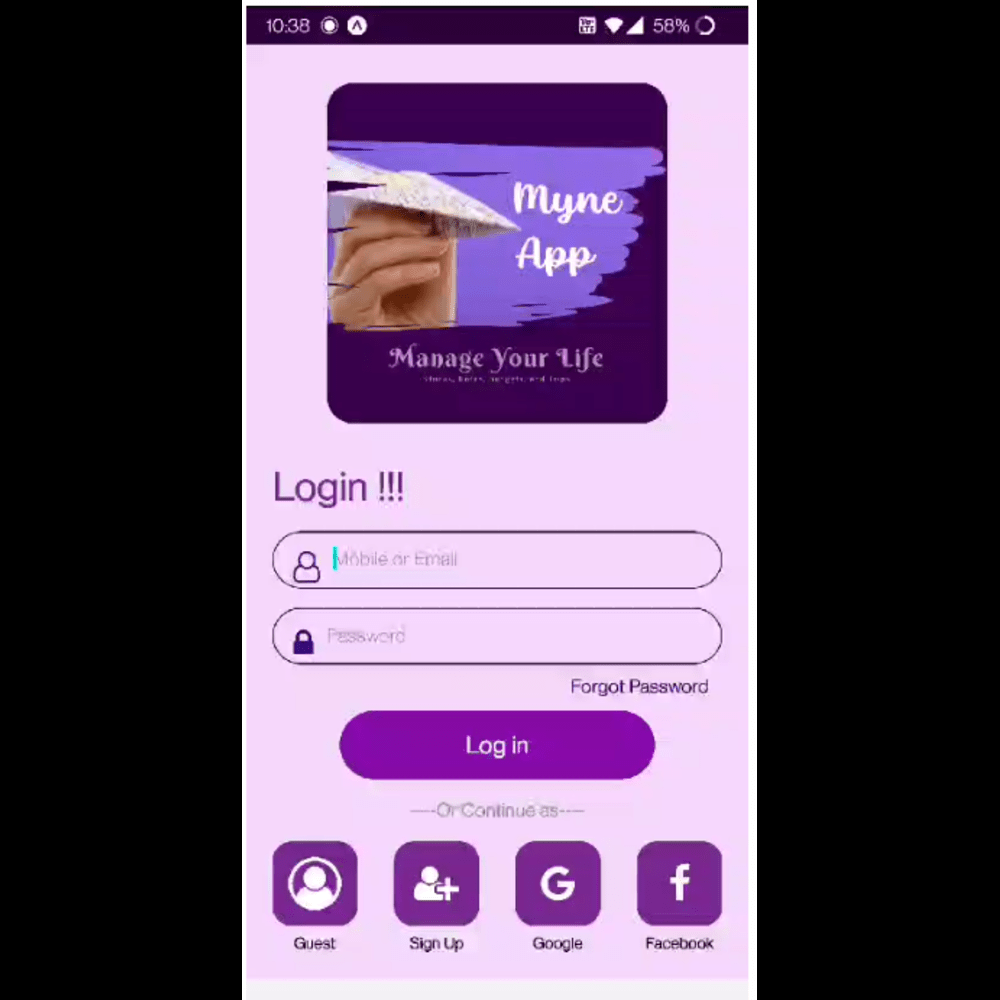 10:38 58%
Myne
App
Manage Your Life
Login !!!
Mobile or Email
Password
Forgot Password
Log in
----Or Continue as----
Guest Sign Up Google Facebook